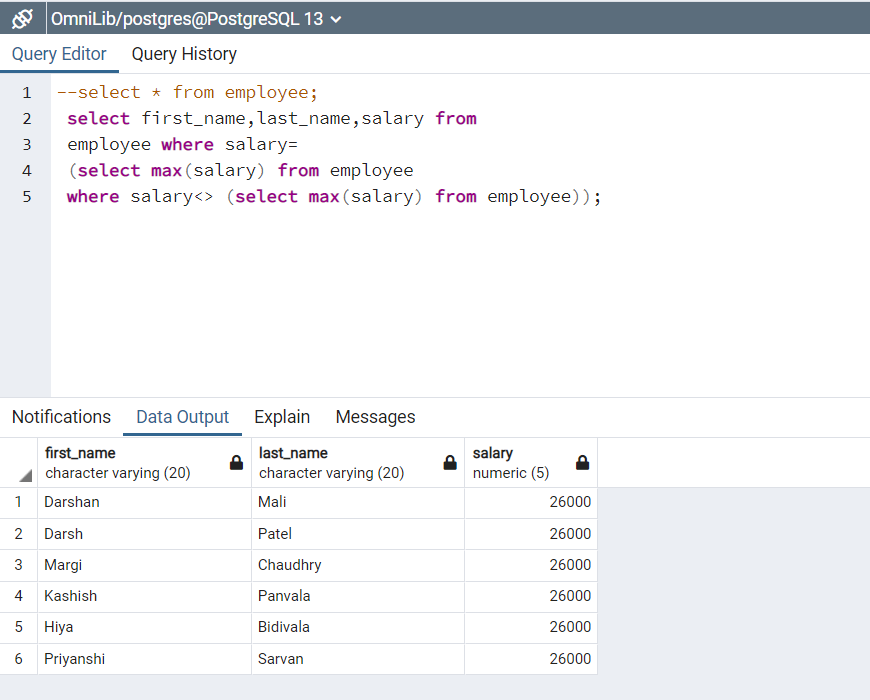 OmniLib/postgres@PostgreSQL 13
Query Editor Query History
1 --select * from employee;
2 select first_name,last_name,salary from
3 employee where salary=
4 (select max(salary) from employee
5 where salary<> (select max(salary) from employee));
Notifications Data Output Explain Messages
first_name last_name salary
character varying (20) character varying (20) numeric (5)
1 Darshan Mali 26000
2 Darsh Patel 26000
3 Margi Chaudhry 26000
4 Kashish Panvala 26000
5 Hiya Bidivala 26000
6 Priyanshi Sarvan 26000